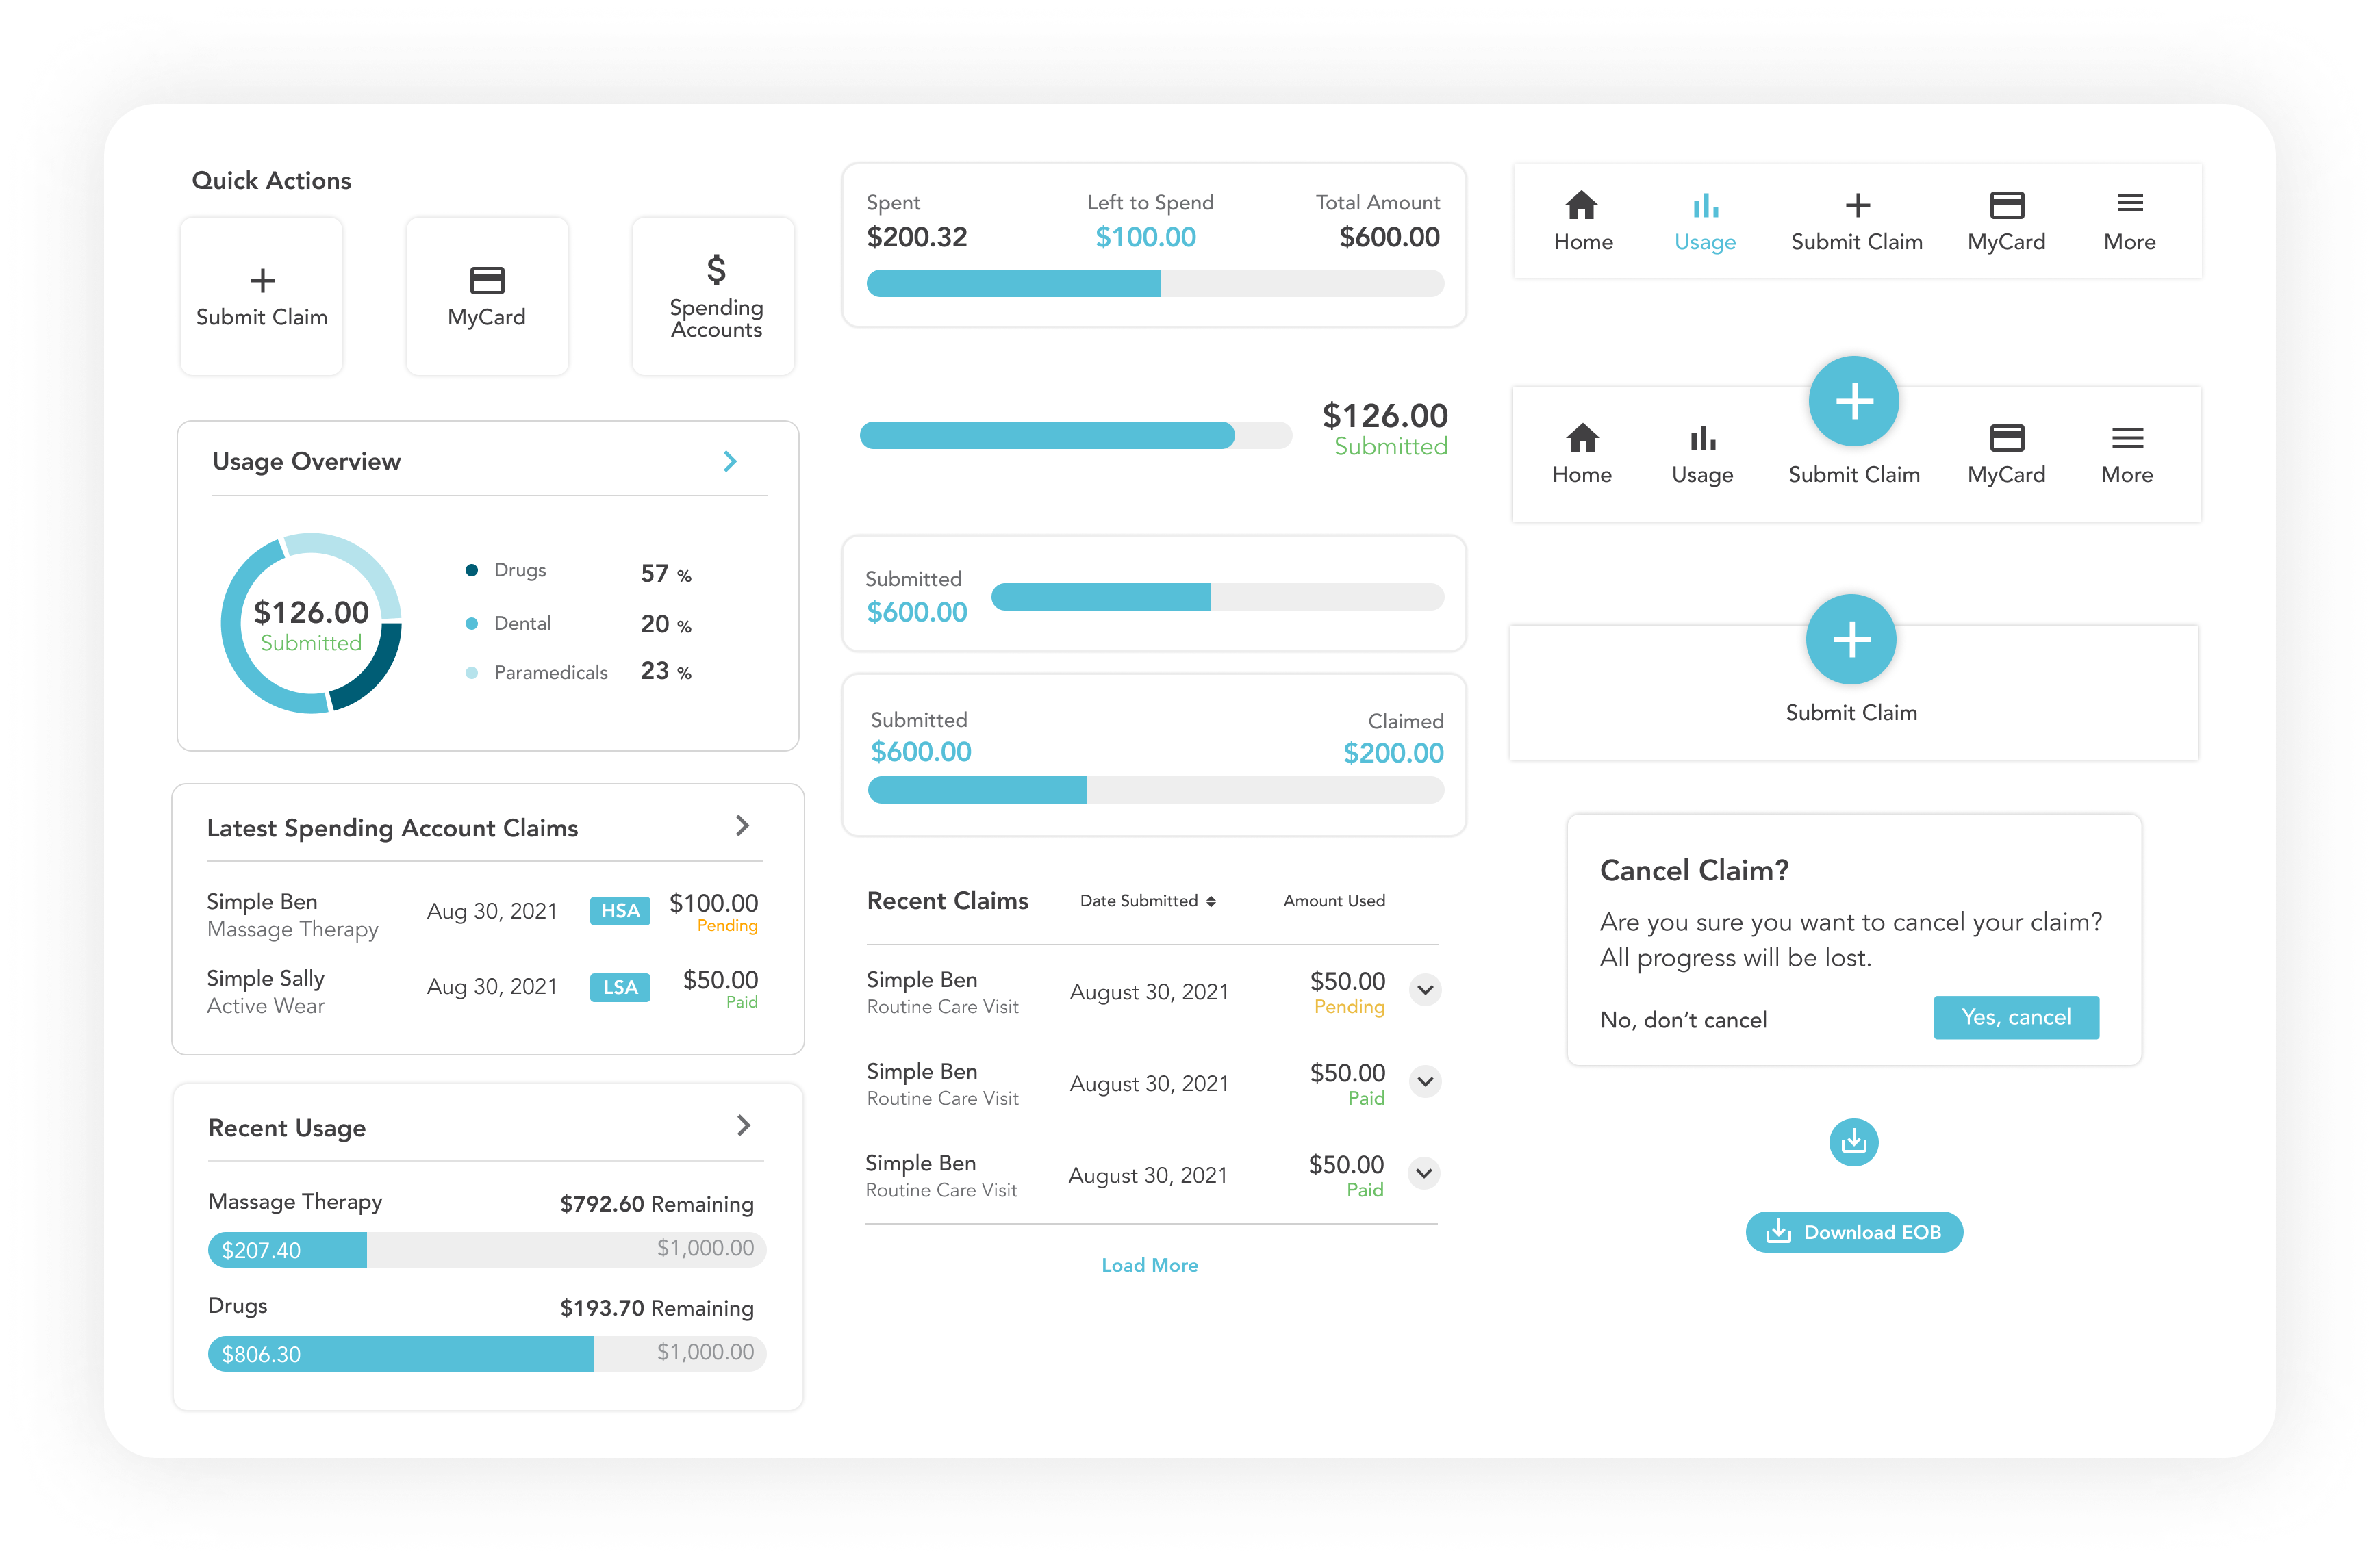 Quick Actions
Submit Claim
MyCard
Spending
Accounts
Usage Overview
$126.00
Submitted
Drugs 57 %
Dental 20 %
Paramedicals 23 %
Latest Spending Account Claims
Simple Ben
Massage Therapy
Aug 30, 2021
HSA
$100.00
Pending
Simple Sally
Active Wear
Aug 30, 2021
LSA
$50.00
Paid
Recent Usage
Massage Therapy
$792.60 Remaining
$207.40
$1,000.00
Drugs
$193.70 Remaining
$806.30
$1,000.00
Spent
$200.32
Left to Spend
$100.00
Total Amount
$600.00
$126.00
Submitted
Submitted
$600.00
Submitted
$600.00
Claimed
$200.00
Recent Claims
Date Submitted
Amount Used
Simple Ben
Routine Care Visit
August 30, 2021
$50.00
Pending
Simple Ben
Routine Care Visit
August 30, 2021
$50.00
Paid
Simple Ben
Routine Care Visit
August 30, 2021
$50.00
Paid
Load More
Home
Usage
Submit Claim
MyCard
More
Home
Usage
Submit Claim
MyCard
More
Submit Claim
Cancel Claim?
Are you sure you want to cancel your claim?
All progress will be lost.
No, don’t cancel
Yes, cancel
Download EOB